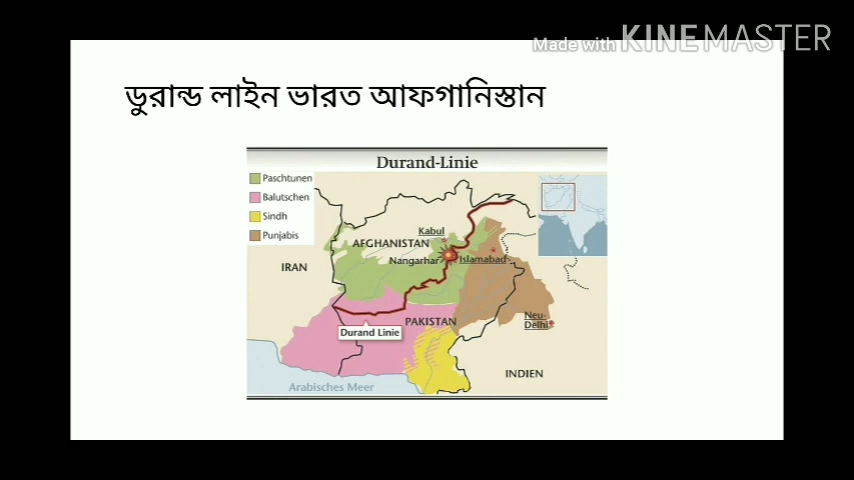 Made with KINEMASTER
ডুরান্ড লাইন ভারত আফগানিস্তান
Durand-Linie
Paschtunen
Balutschen
Sindh
Punjabis
Kabul
AFGHANISTAN
Nangarhar
Islamabad
IRAN
PAKISTAN
Durand Linie
Neu-
Delhi
INDIEN
Arabisches Meer